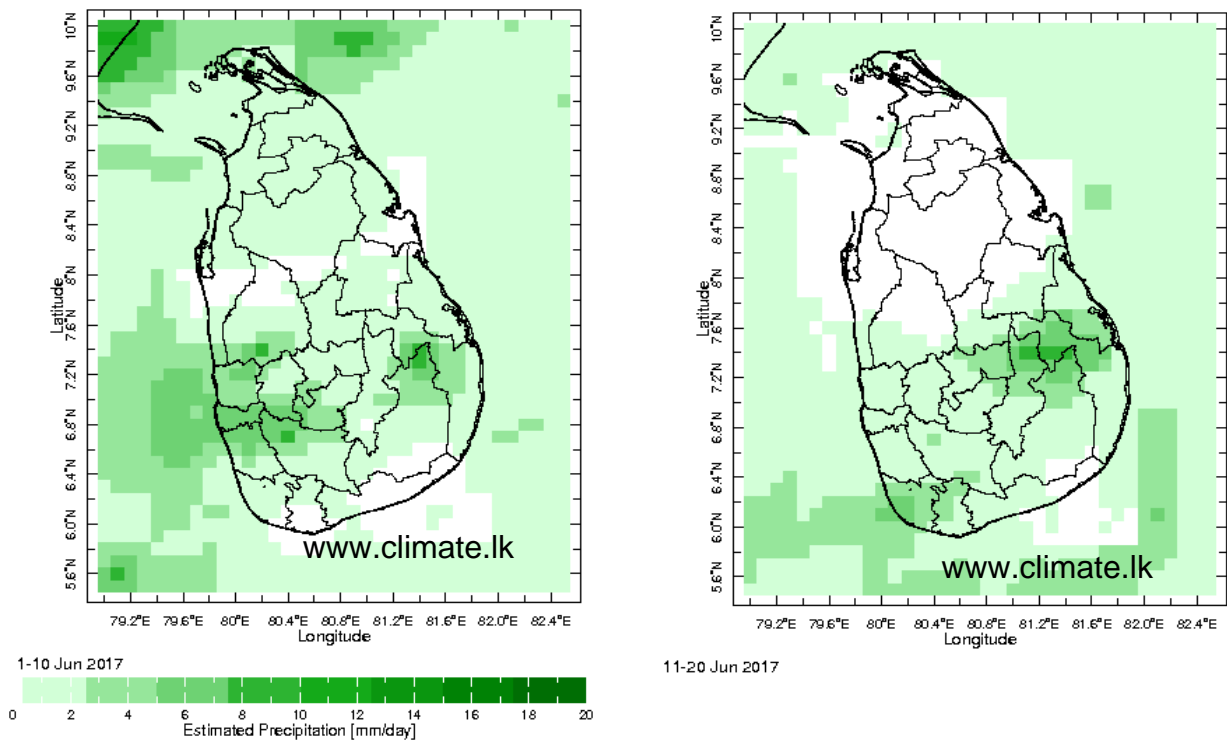 10°N
9.6°N
9.2°N
8.8°N
8.4°N
8°N
7.6°N
7.2°N
6.8°N
6.4°N
6.0°N
5.6°N
Latitude
www.climate.lk
79.2°E 79.6°E 80°E 80.4°E 80.8°E 81.2°E 81.6°E 82.0°E 82.4°E
Longitude
1-10 Jun 2017
0 2 4 6 8 10 12 14 16 18 20
Estimated Precipitation [mm/day]
10°N
9.6°N
9.2°N
8.8°N
8.4°N
8°N
7.6°N
7.2°N
6.8°N
6.4°N
6.0°N
5.6°N
Latitude
www.climate.lk
79.2°E 79.6°E 80°E 80.4°E 80.8°E 81.2°E 81.6°E 82.0°E 82.4°E
Longitude
11-20 Jun 2017